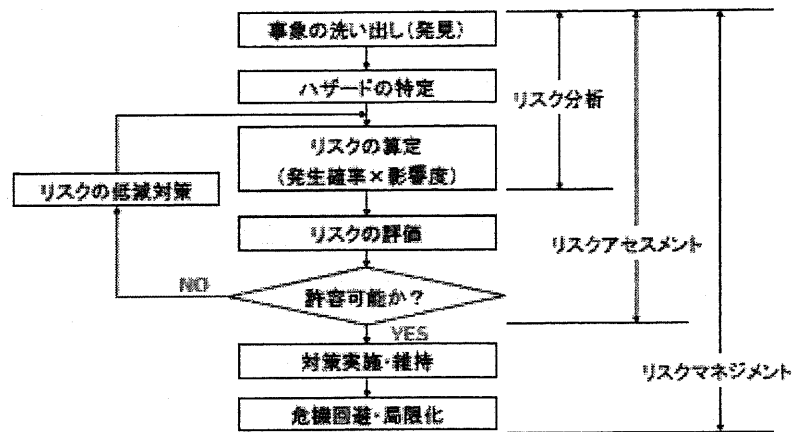 事象の洗い出し(発見)
ハザードの特定
リスク分析
リスクの算定
(発生確率×影響度)
リスクの低減対策
リスクの評価
リスクアセスメント
NO
許容可能か?
YES
対策実施・維持
リスクマネジメント
危機回避・局限化